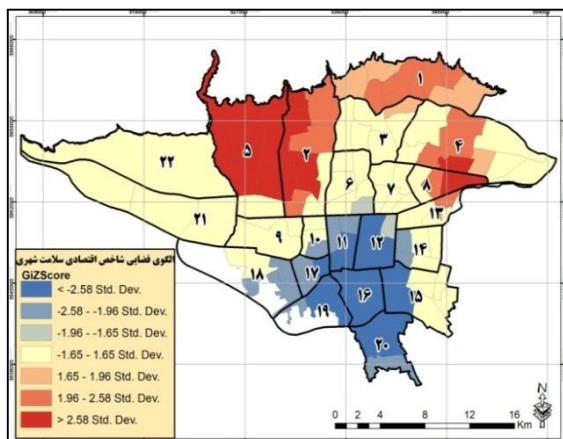 ۱
۲
۳
۴
۵
۶
۷
۸
۹
۱۰
۱۱
۱۲
۱۳
۱۴
۱۵
۱۶
۱۷
۱۸
۱۹
۲۰
۲۱
۲۲
الگوی فضایی شاخص اقتصادی سلامت شهری
GiZScore
< -2.58 Std. Dev.
-2.58 - -1.96 Std. Dev.
-1.96 - -1.65 Std. Dev.
-1.65 - 1.65 Std. Dev.
1.65 - 1.96 Std. Dev.
1.96 - 2.58 Std. Dev.
> 2.58 Std. Dev.
N
0 2 4 8 12 16
Km